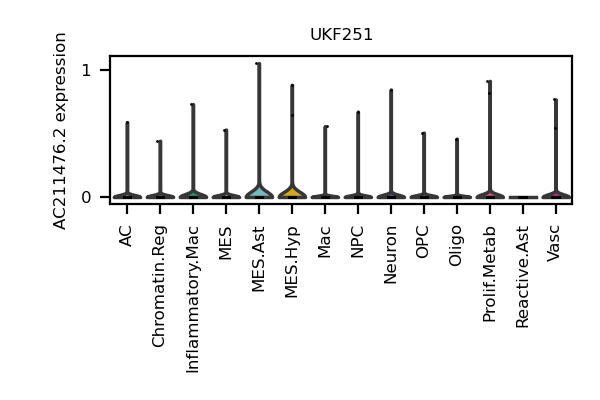 UKF251
AC211476.2 expression
1
0
AC
Chromatin.Reg
Inflammatory.Mac
MES
MES.Ast
MES.Hyp
Mac
NPC
Neuron
OPC
Oligo
Prolif.Metab
Reactive.Ast
Vasc